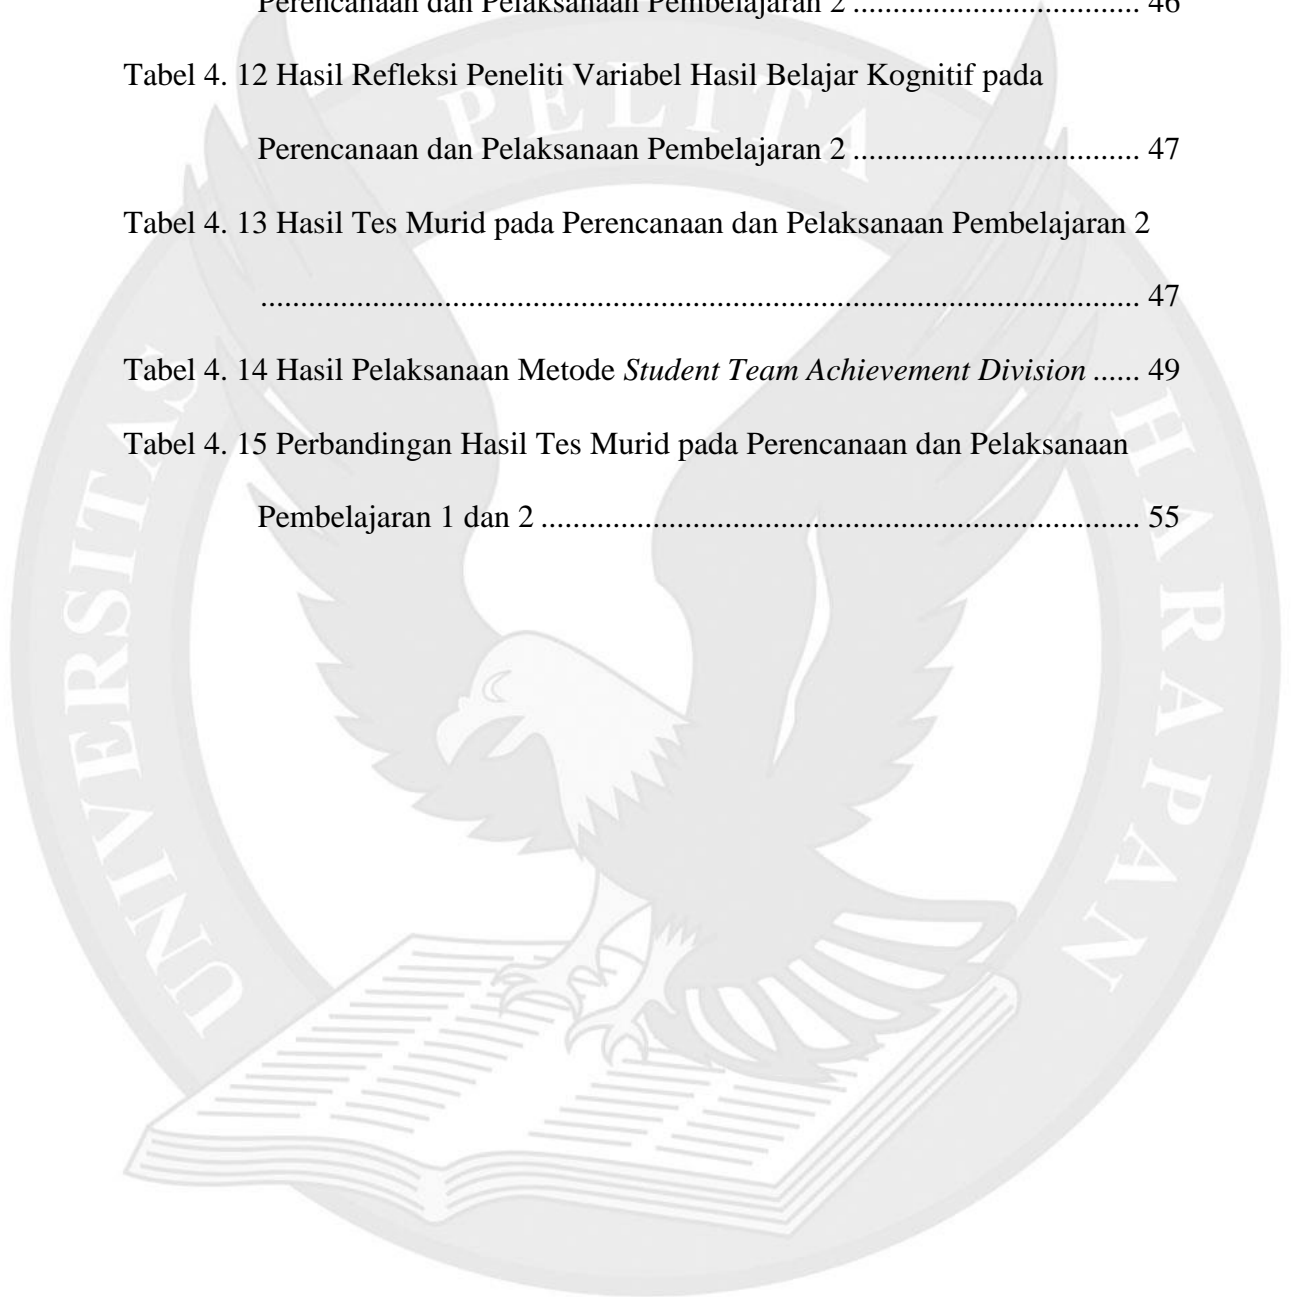 Perencanaan dan Pelaksanaan Pembelajaran 2 .................................... 46
Tabel 4. 12 Hasil Refleksi Peneliti Variabel Hasil Belajar Kognitif pada
Perencanaan dan Pelaksanaan Pembelajaran 2 .................................... 47
Tabel 4. 13 Hasil Tes Murid pada Perencanaan dan Pelaksanaan Pembelajaran 2
.............................................................................................................. 47
Tabel 4. 14 Hasil Pelaksanaan Metode Student Team Achievement Division ...... 49
Tabel 4. 15 Perbandingan Hasil Tes Murid pada Perencanaan dan Pelaksanaan
Pembelajaran 1 dan 2 ........................................................................... 55
UNIVERSITAS PELITA HARAPAN